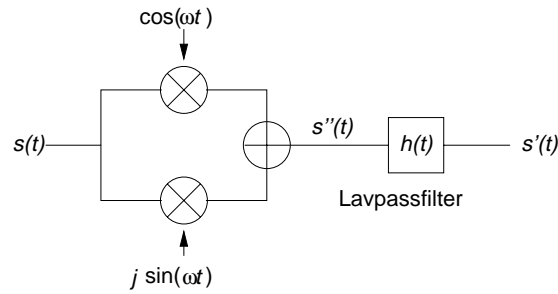 cos(ωt)
s(t)
s''(t)
h(t)
s'(t)
Lavpassfilter
j sin(ωt)